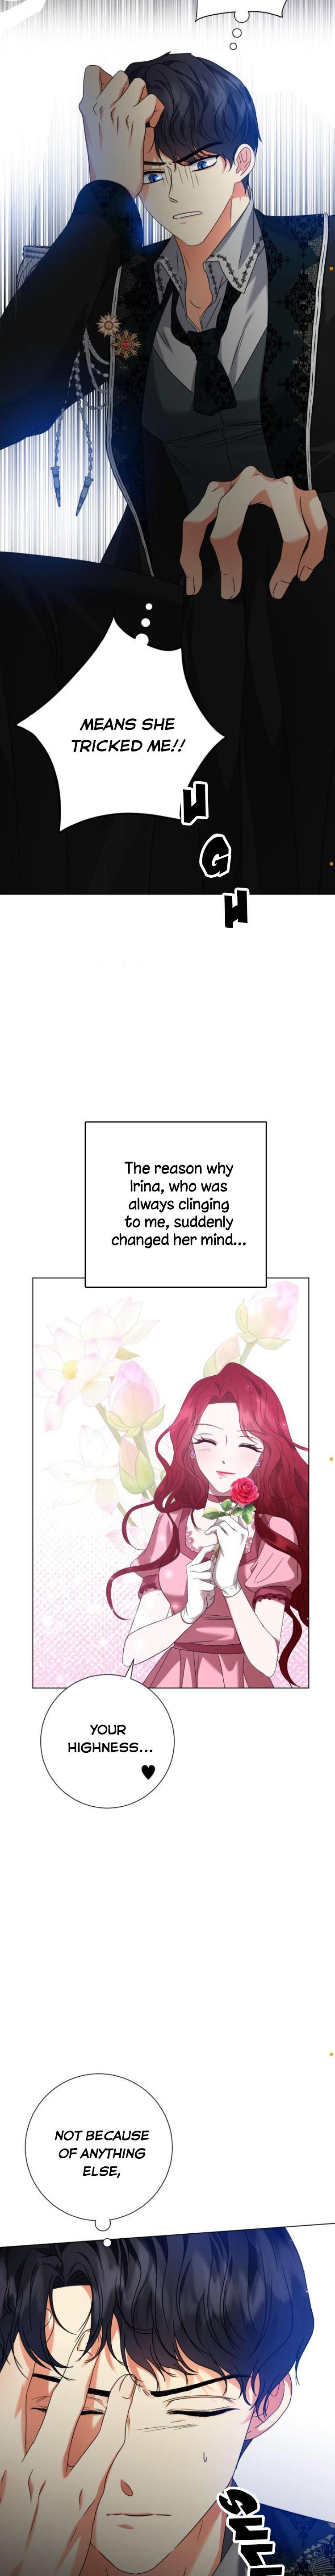 MEANS SHE
TRICKED ME!!
UGH
The reason why
Irina, who was
always clinging
to me, suddenly
changed her mind...
YOUR
HIGHNESS...
NOT BECAUSE
OF ANYTHING
ELSE,